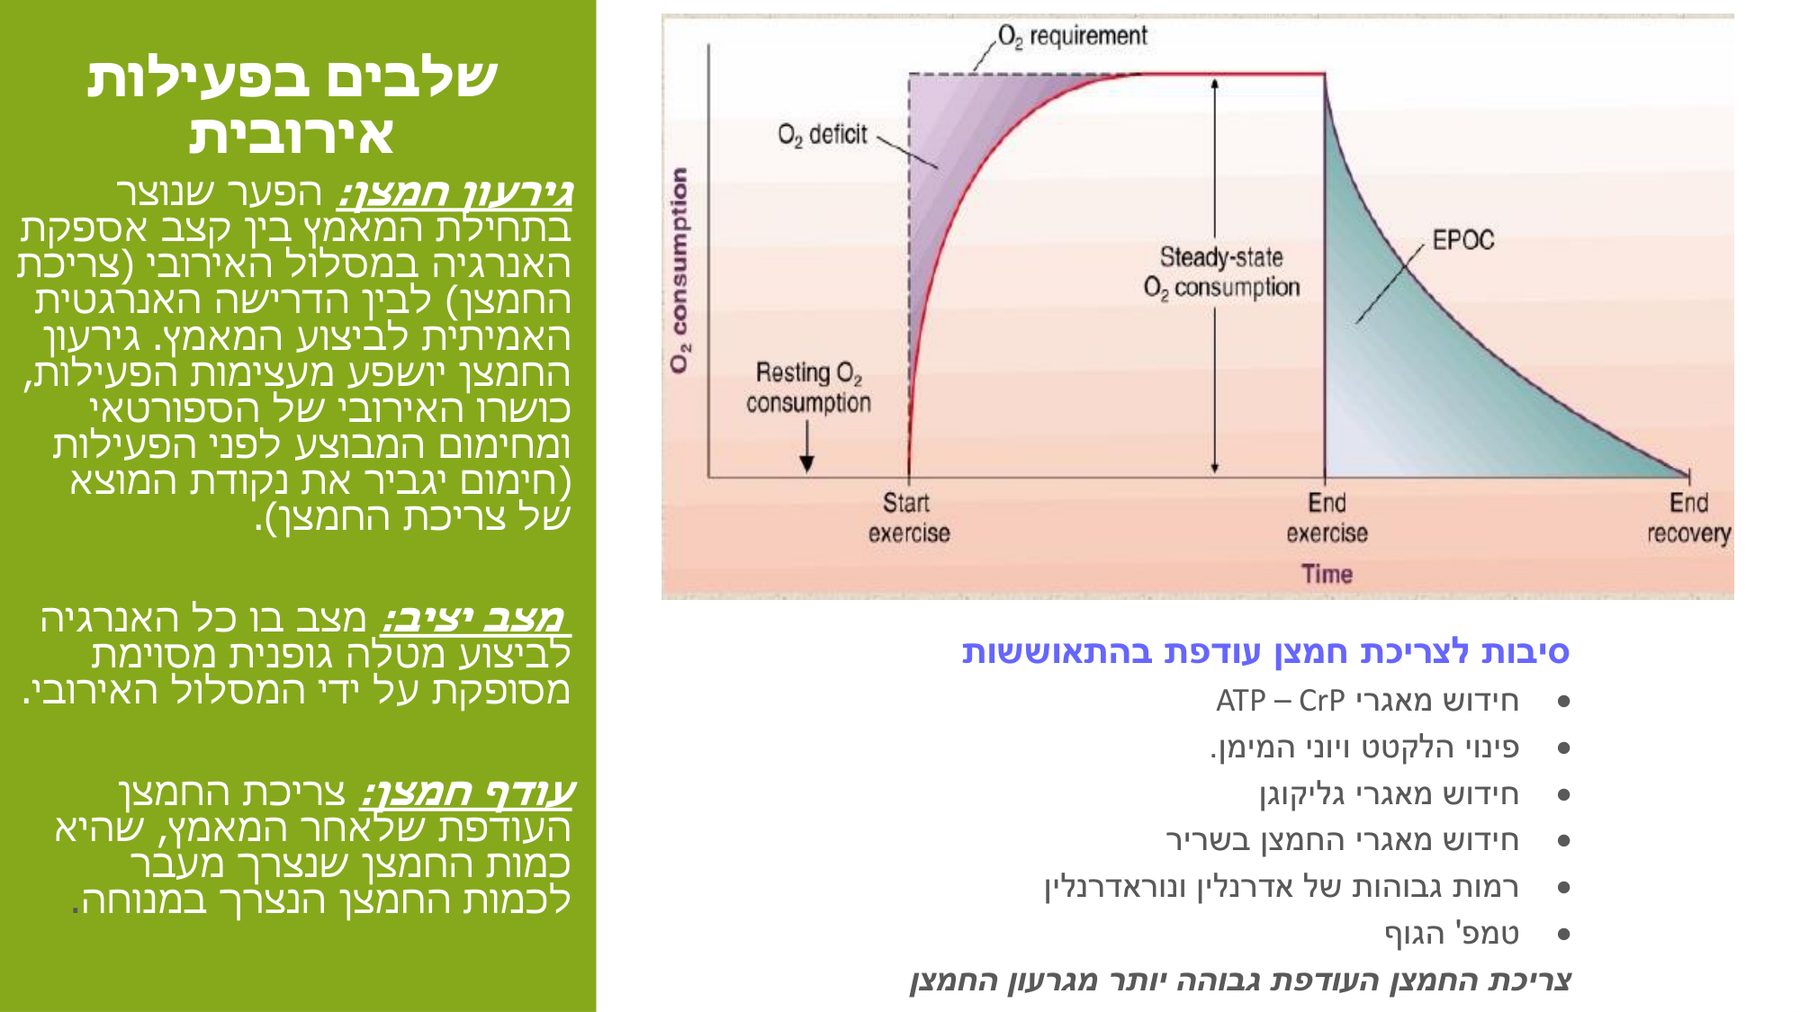 שלבים בפעילות
אירובית
גירעון חמצן: הפער שנוצר
בתחילת המאמץ בין קצב אספקת
האנרגיה במסלול האירובי (צריכת
החמצן) לבין הדרישה האנרגטית
האמיתית לביצוע המאמץ. גירעון
החמצן יושפע מעצימות הפעילות,
כושרו האירובי של הספורטאי
ומחימום המבוצע לפני הפעילות
(חימום יגביר את נקודת המוצא
של צריכת החמצן).
מצב יציב: מצב בו כל האנרגיה
לביצוע מטלה גופנית מסוימת
מסופקת על ידי המסלול האירובי.
עודף חמצן: צריכת החמצן
העודפת שלאחר המאמץ, שהיא
כמות החמצן שנצרך מעבר
לכמות החמצן הנצרך במנוחה.
O₂ requirement
O₂ deficit
O₂ consumption
EPOC
Steady-state
O₂ consumption
Resting O₂
consumption
Start
exercise
End
exercise
End
recovery
Time
סיבות לצריכת חמצן עודפת בהתאוששות
• חידוש מאגרי ATP – CrP
• פינוי הלקטט ויוני המימן.
• חידוש מאגרי גליקוגן
• חידוש מאגרי החמצן בשריר
• רמות גבוהות של אדרנלין ונוראדרנלין
• טמפ' הגוף
צריכת החמצן העודפת גבוהה יותר מגרעון החמצן